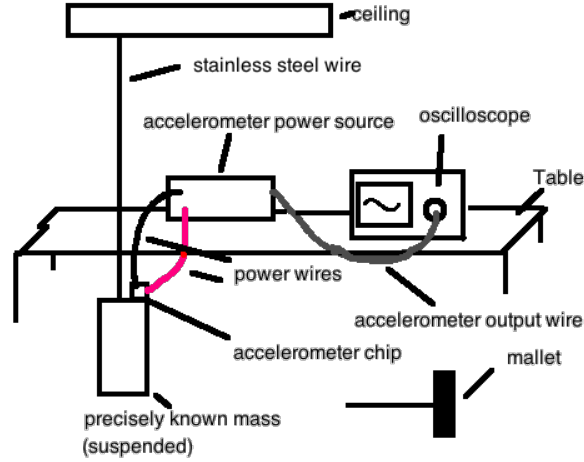 ceiling
stainless steel wire
accelerometer power source
oscilloscope
Table
power wires
accelerometer output wire
accelerometer chip
mallet
precisely known mass
(suspended)